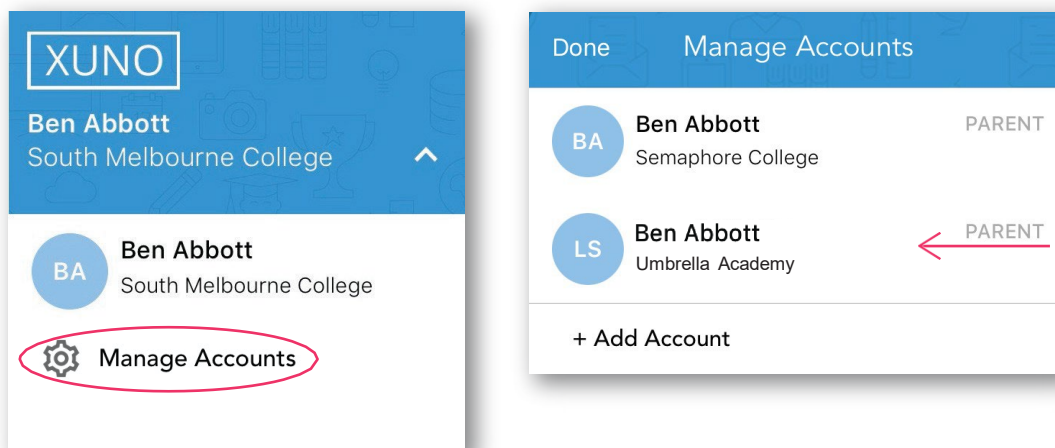 XUNO
Ben Abbott
South Melbourne College
BA
Ben Abbott
South Melbourne College
Manage Accounts
Done Manage Accounts
BA
Ben Abbott PARENT
Semaphore College
LS
Ben Abbott PARENT
Umbrella Academy
+ Add Account